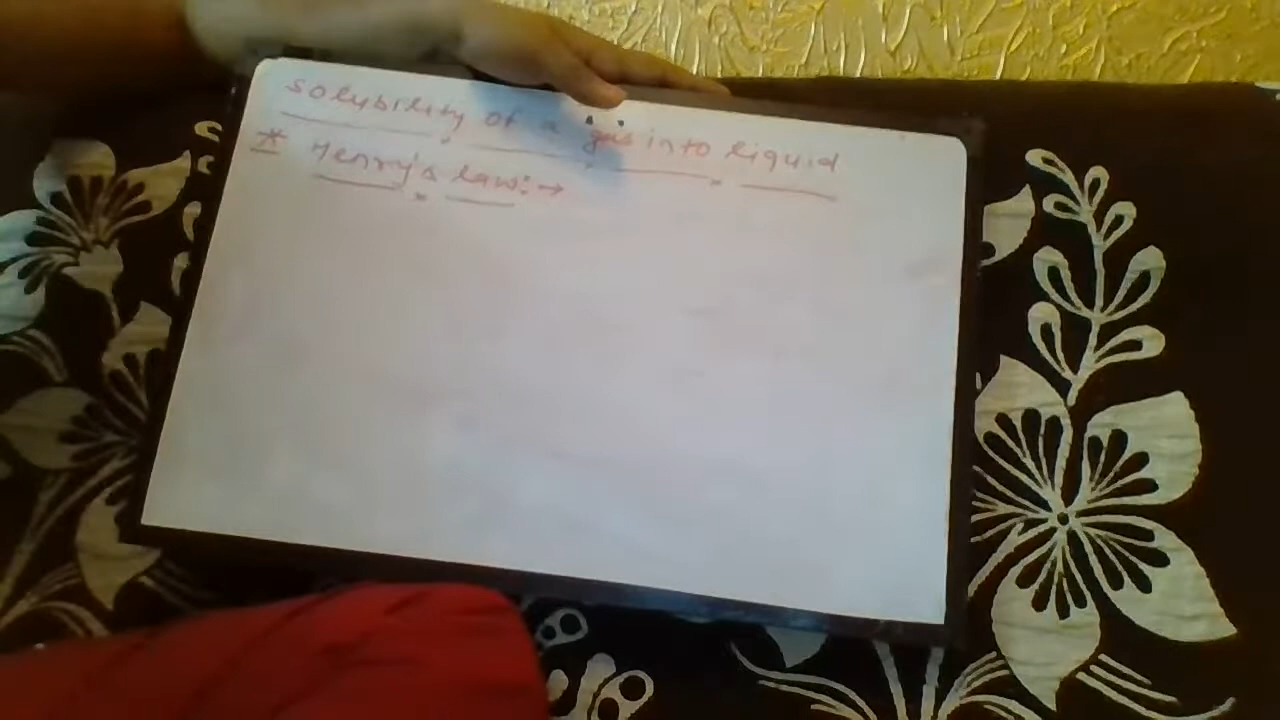 solubility of a gas into liquid
* Henry's law:→